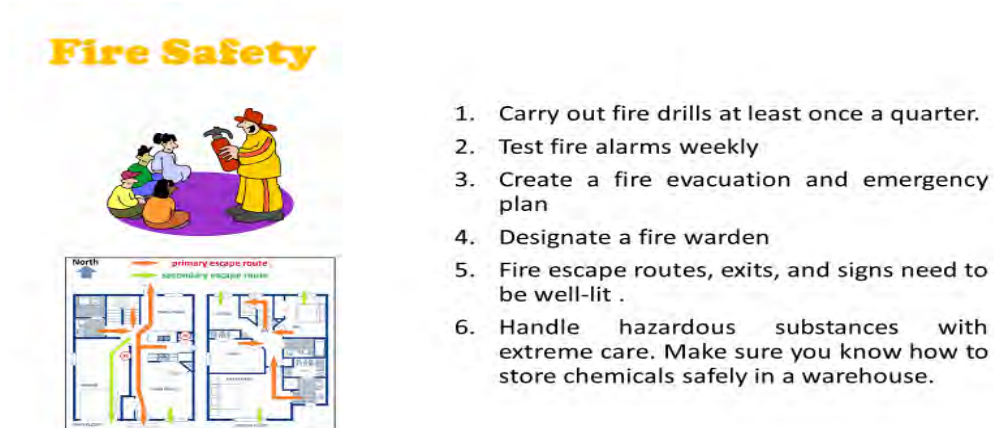 Fire Safety
North
primary escape route
secondary escape route
1. Carry out fire drills at least once a quarter.
2. Test fire alarms weekly
3. Create a fire evacuation and emergency
plan
4. Designate a fire warden
5. Fire escape routes, exits, and signs need to
be well-lit .
6. Handle hazardous substances with
extreme care. Make sure you know how to
store chemicals safely in a warehouse.